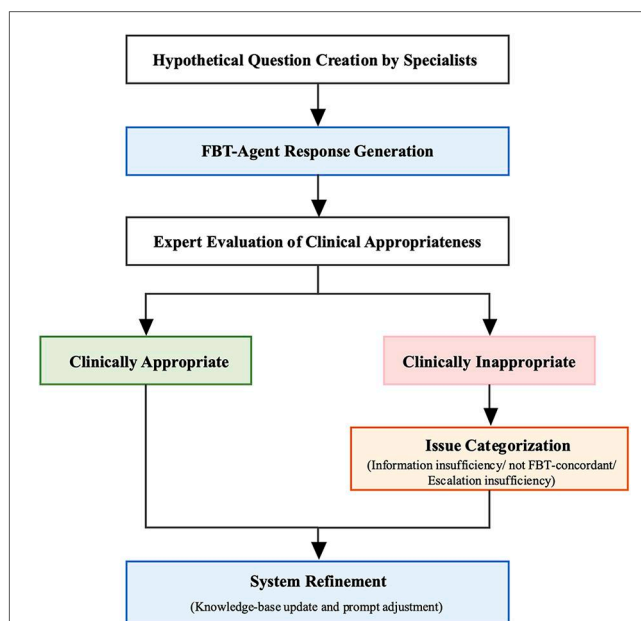 Hypothetical Question Creation by Specialists
FBT-Agent Response Generation
Expert Evaluation of Clinical Appropriateness
Clinically Appropriate
Clinically Inappropriate
Issue Categorization
(Information insufficiency/ not FBT-concordant/
Escalation insufficiency)
System Refinement
(Knowledge-base update and prompt adjustment)